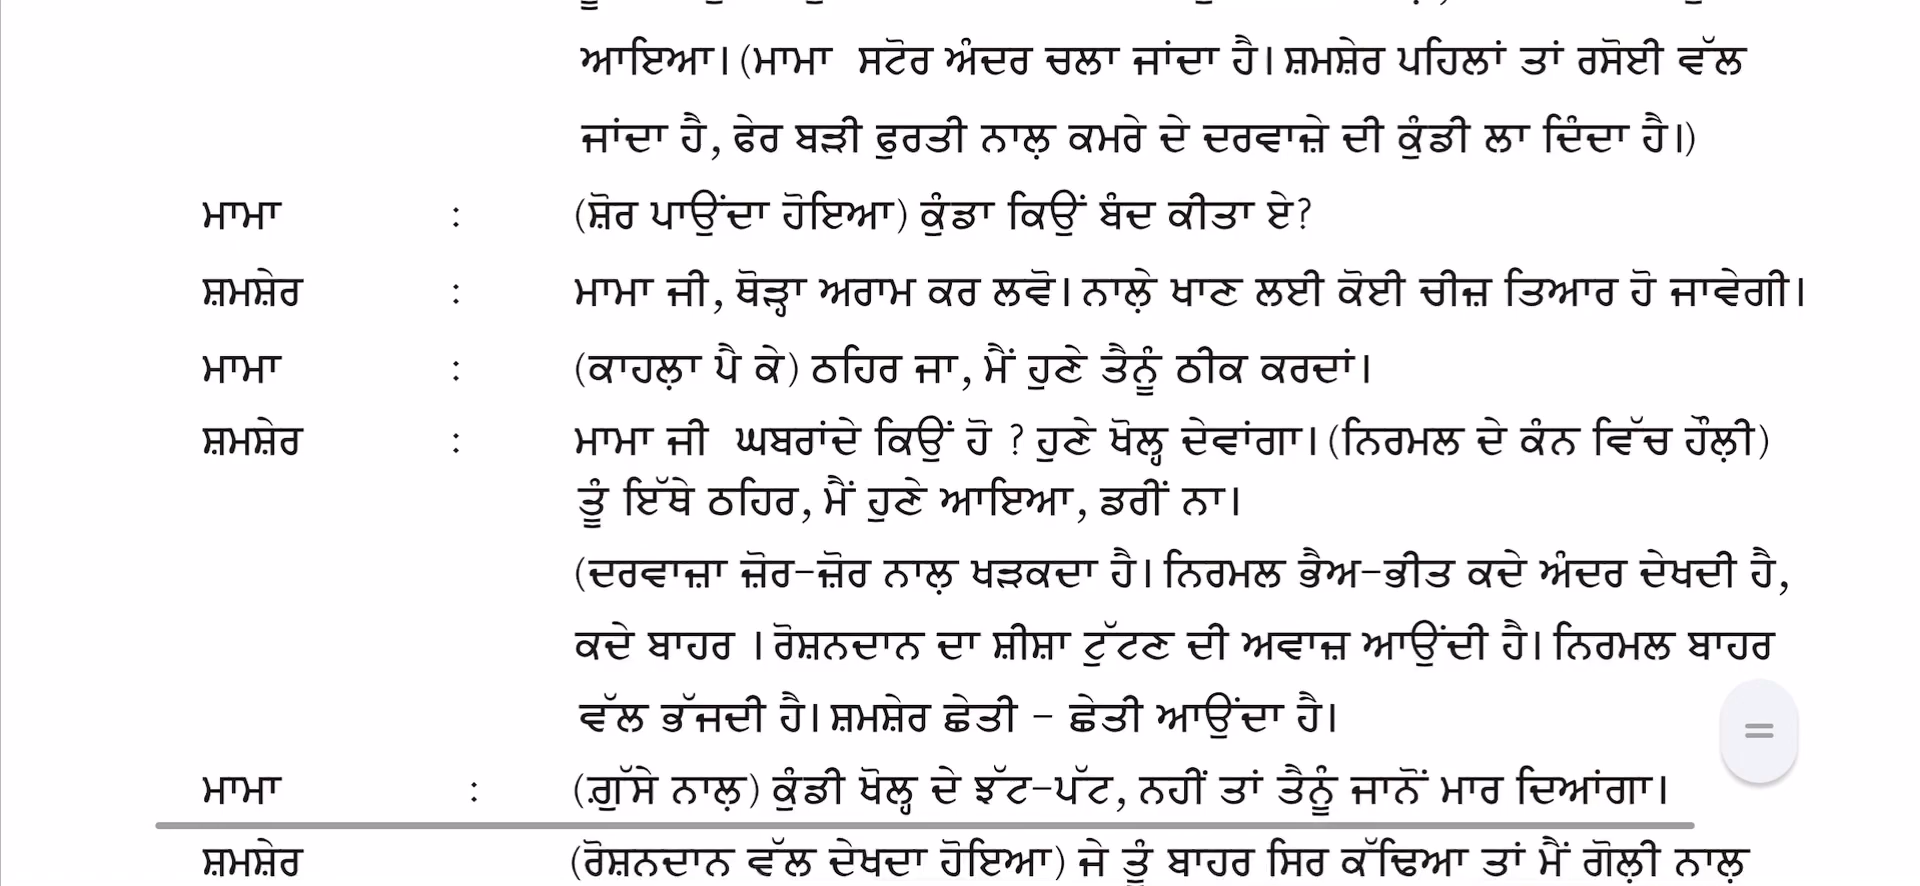 ਆਇਆ। (ਮਾਮਾ ਸਟੋਰ ਅੰਦਰ ਚਲਾ ਜਾਂਦਾ ਹੈ। ਸ਼ਮਸ਼ੇਰ ਪਹਿਲਾਂ ਤਾਂ ਰਸੋਈ ਵੱਲ
ਜਾਂਦਾ ਹੈ, ਫੇਰ ਬੜੀ ਫੁਰਤੀ ਨਾਲ਼ ਕਮਰੇ ਦੇ ਦਰਵਾਜ਼ੇ ਦੀ ਕੁੰਡੀ ਲਾ ਦਿੰਦਾ ਹੈ।)
ਮਾਮਾ : (ਸ਼ੋਰ ਪਾਉਂਦਾ ਹੋਇਆ) ਕੁੰਡਾ ਕਿਉਂ ਬੰਦ ਕੀਤਾ ਏ?
ਸ਼ਮਸ਼ੇਰ : ਮਾਮਾ ਜੀ, ਥੋੜ੍ਹਾ ਅਰਾਮ ਕਰ ਲਵੋ। ਨਾਲ਼ੇ ਖਾਣ ਲਈ ਕੋਈ ਚੀਜ਼ ਤਿਆਰ ਹੋ ਜਾਵੇਗੀ।
ਮਾਮਾ : (ਕਾਹਲ਼ਾ ਪੈ ਕੇ) ਠਹਿਰ ਜਾ, ਮੈਂ ਹੁਣੇ ਤੈਨੂੰ ਠੀਕ ਕਰਦਾਂ।
ਸ਼ਮਸ਼ੇਰ : ਮਾਮਾ ਜੀ ਘਬਰਾਂਦੇ ਕਿਉਂ ਹੋ ? ਹੁਣੇ ਖੋਲ੍ਹ ਦੇਵਾਂਗਾ। (ਨਿਰਮਲ ਦੇ ਕੰਨ ਵਿੱਚ ਹੌਲ਼ੀ)
ਤੂੰ ਇੱਥੇ ਠਹਿਰ, ਮੈਂ ਹੁਣੇ ਆਇਆ, ਡਰੀਂ ਨਾ।
(ਦਰਵਾਜ਼ਾ ਜ਼ੋਰ-ਜ਼ੋਰ ਨਾਲ਼ ਖੜਕਦਾ ਹੈ। ਨਿਰਮਲ ਭੈਅ-ਭੀਤ ਕਦੇ ਅੰਦਰ ਦੇਖਦੀ ਹੈ,
ਕਦੇ ਬਾਹਰ । ਰੋਸ਼ਨਦਾਨ ਦਾ ਸ਼ੀਸ਼ਾ ਟੁੱਟਣ ਦੀ ਅਵਾਜ਼ ਆਉਂਦੀ ਹੈ। ਨਿਰਮਲ ਬਾਹਰ
ਵੱਲ ਭੱਜਦੀ ਹੈ। ਸ਼ਮਸ਼ੇਰ ਛੇਤੀ - ਛੇਤੀ ਆਉਂਦਾ ਹੈ।
ਮਾਮਾ : (ਗ਼ੁੱਸੇ ਨਾਲ਼) ਕੁੰਡੀ ਖੋਲ੍ਹ ਦੇ ਝੱਟ-ਪੱਟ, ਨਹੀਂ ਤਾਂ ਤੈਨੂੰ ਜਾਨੋਂ ਮਾਰ ਦਿਆਂਗਾ।
ਸ਼ਮਸ਼ੇਰ (ਰੋਸ਼ਨਦਾਨ ਵੱਲ ਦੇਖਦਾ ਹੋਇਆ) ਜੇ ਤੂੰ ਬਾਹਰ ਸਿਰ ਕੱਢਿਆ ਤਾਂ ਮੈਂ ਗੋਲ਼ੀ ਨਾਲ਼